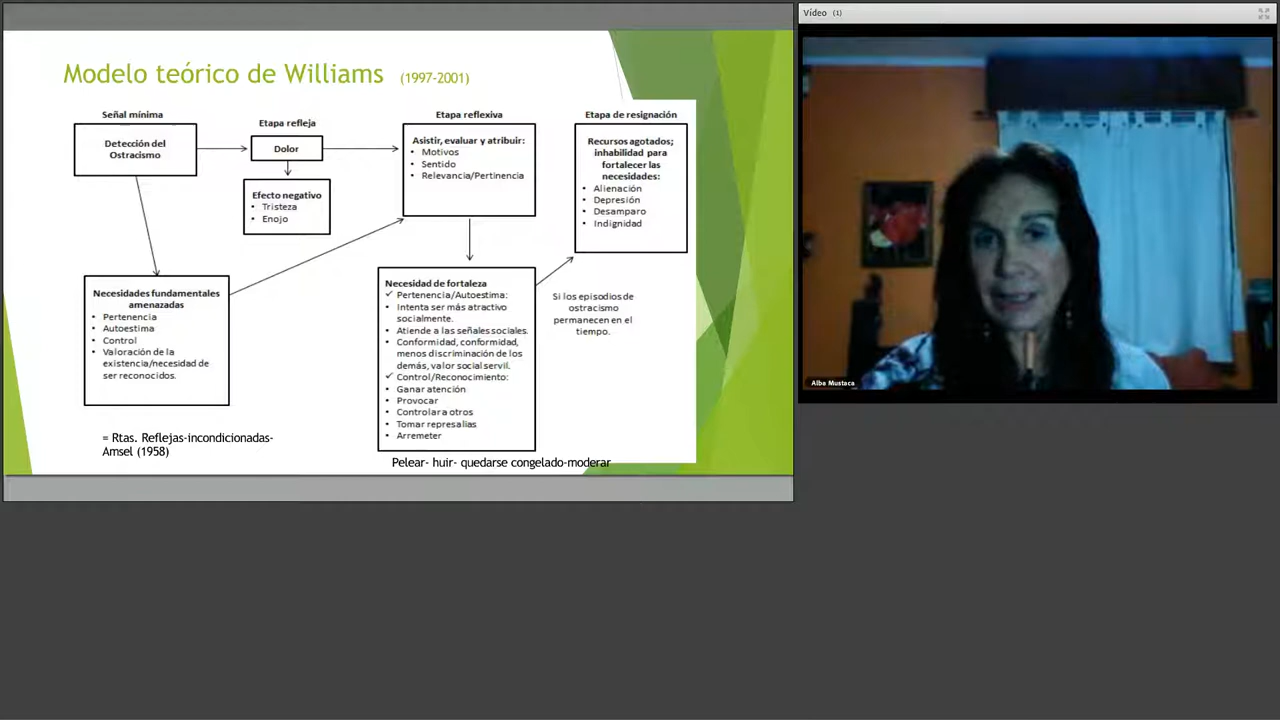 Modelo teórico de Williams (1997-2001)
Señal mínima
Detección del
Ostracismo
Etapa refleja
Dolor
Efecto negativo
• Tristeza
• Enojo
Etapa reflexiva
Asistir, evaluar y atribuir:
• Motivos
• Sentido
• Relevancia/Pertinencia
Etapa de resignación
Recursos agotados;
inhabilidad para
fortalecer las
necesidades:
• Alienación
• Depresión
• Desamparo
• Indignidad
Necesidades fundamentales
amenazadas
• Pertenencia
• Autoestima
• Control
• Valoración de la
existencia/necesidad de
ser reconocidos.
Necesidad de fortaleza
✓ Pertenencia/Autoestima:
• Intenta ser más atractivo
socialmente.
• Atiende a las señales sociales.
• Conformidad, conformidad,
menos discriminación de los
demás, valor social servil.
✓ Control/Reconocimiento:
• Ganar atención
• Provocar
• Controlar a otros
• Tomar represalias
• Arremeter
Si los episodios de
ostracismo
permanecen en el
tiempo.
= Rtas. Reflejas-incondicionadas-
Amsel (1958)
Pelear- huir- quedarse congelado-moderar
Vídeo (1)
Alba Mustaca